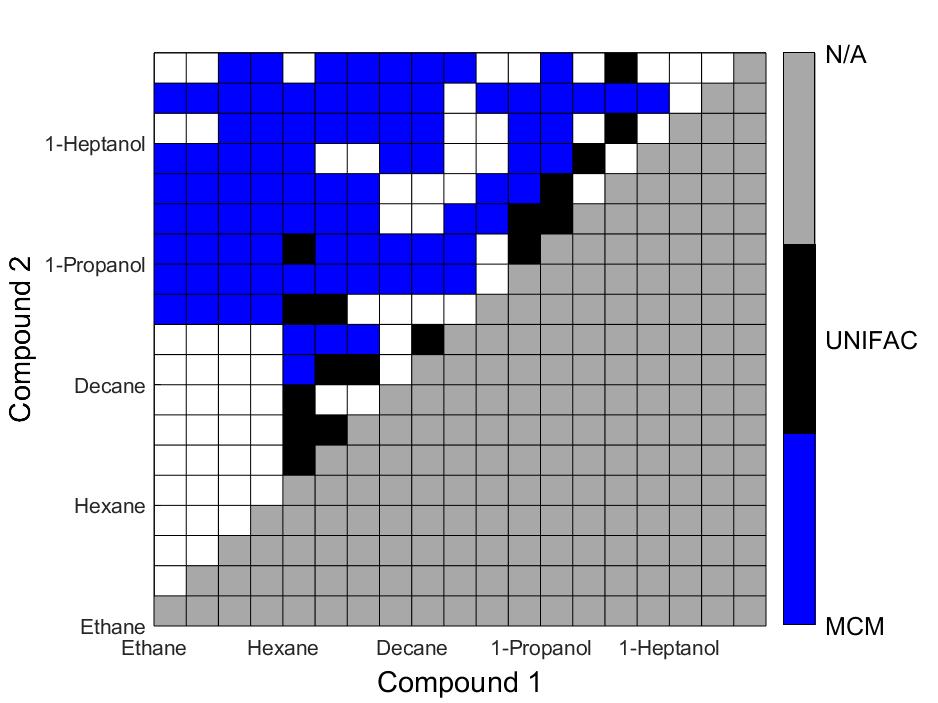 N/A
1-Heptanol
UNIFAC
1-Propanol
Compound 2
Decane
Hexane
Ethane
MCM
Ethane Hexane Decane 1-Propanol 1-Heptanol
Compound 1